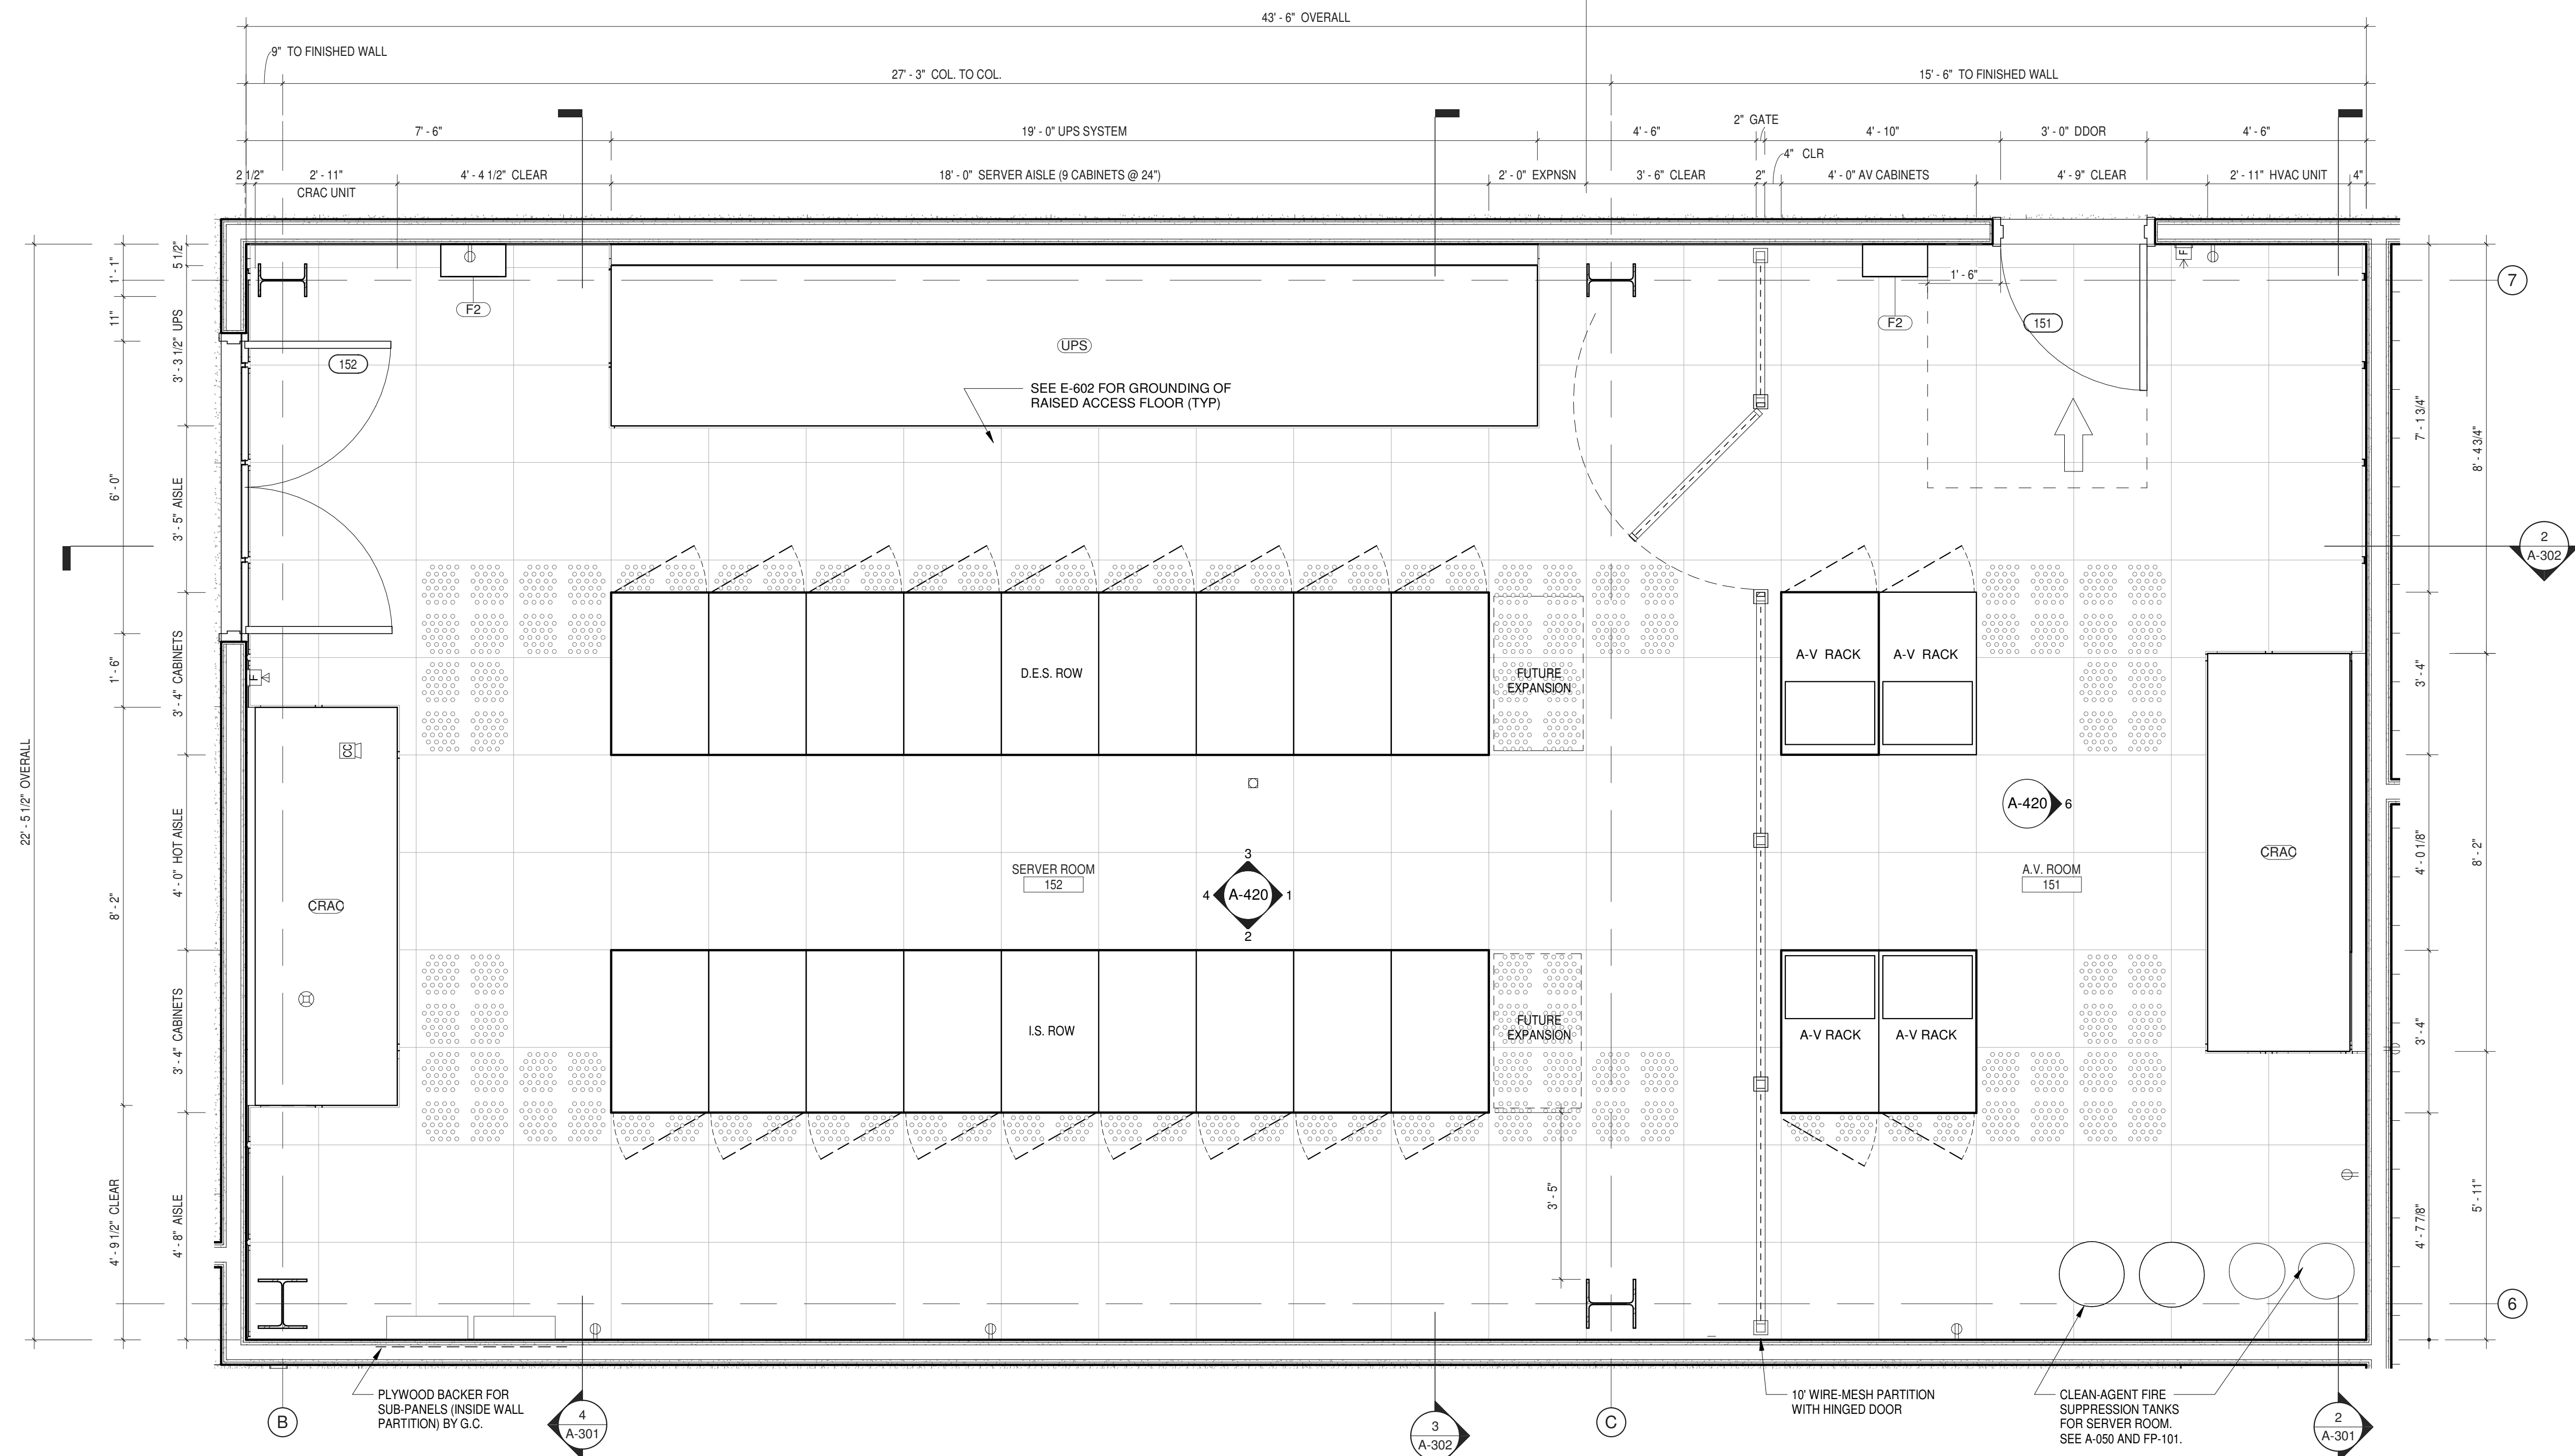 43' - 6" OVERALL
9" TO FINISHED WALL
27' - 3" COL. TO COL.
15' - 6" TO FINISHED WALL
7' - 6"
19' - 0" UPS SYSTEM
4' - 6"
2" GATE
4' - 10"
3' - 0" DDOR
4' - 6"
4" CLR
2 1/2"
2' - 11"
CRAC UNIT
4' - 4 1/2" CLEAR
18' - 0" SERVER AISLE (9 CABINETS @ 24")
2' - 0" EXPNSN
3' - 6" CLEAR
2"
4' - 0" AV CABINETS
4' - 9" CLEAR
2' - 11" HVAC UNIT
4"
22' - 5 1/2" OVERALL
1' - 1"
11"
6' - 0"
1' - 6"
8' - 2"
4' - 9 1/2" CLEAR
5 1/2"
3' - 3 1/2" UPS
3' - 5" AISLE
3' - 4" CABINETS
4' - 0" HOT AISLE
3' - 4" CABINETS
4' - 8" AISLE
F2
152
UPS
SEE E-602 FOR GROUNDING OF
RAISED ACCESS FLOOR (TYP)
F2
1' - 6"
151
F
7
F
CC
CRAC
D.E.S. ROW
FUTURE
EXPANSION
A-V RACK
A-V RACK
SERVER ROOM
152
3
4
A-420
1
2
A-420
6
A.V. ROOM
151
CRAC
I.S. ROW
FUTURE
EXPANSION
A-V RACK
A-V RACK
3' - 5"
7' - 1 3/4"
3' - 4"
4' - 0 1/8"
3' - 4"
4' - 7 7/8"
8' - 4 3/4"
8' - 2"
5' - 11"
2
A-302
6
B
PLYWOOD BACKER FOR
SUB-PANELS (INSIDE WALL
PARTITION) BY G.C.
4
A-301
3
A-302
C
10' WIRE-MESH PARTITION
WITH HINGED DOOR
CLEAN-AGENT FIRE
SUPPRESSION TANKS
FOR SERVER ROOM.
SEE A-050 AND FP-101.
2
A-301